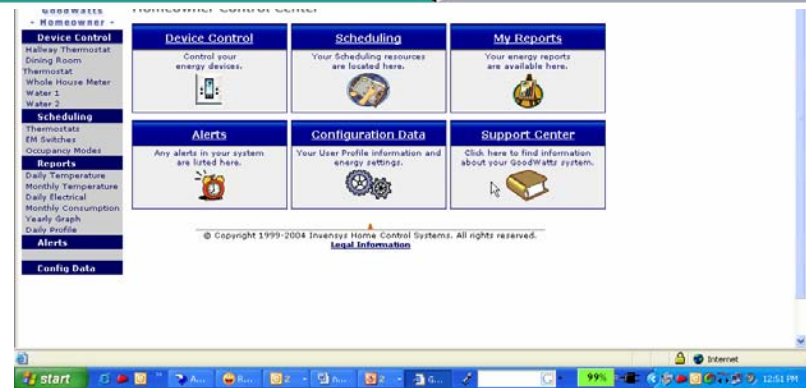 GoodWatts
- Homeowner -
Homeowner Control Center
Device Control
Hallway Thermostat
Dining Room
Thermostat
Whole House Meter
Water 1
Water 2
Scheduling
Thermostats
EM Switches
Occupancy Modes
Reports
Daily Temperature
Monthly Temperature
Daily Electrical
Monthly Consumption
Yearly Graph
Daily Profile
Alerts
Config Data
Device Control
Control your
energy devices.
Scheduling
Your Scheduling resources
are located here.
My Reports
Your energy reports
are available here.
Alerts
Any alerts in your system
are listed here.
Configuration Data
Your User Profile information and
energy settings.
Support Center
Click here to find information
about your GoodWatts system.
© Copyright 1999-2004 Invensys Home Control Systems. All rights reserved.
Legal Information
Internet
start
A...
R...
2
n...
2
G...
99%
12:51 PM